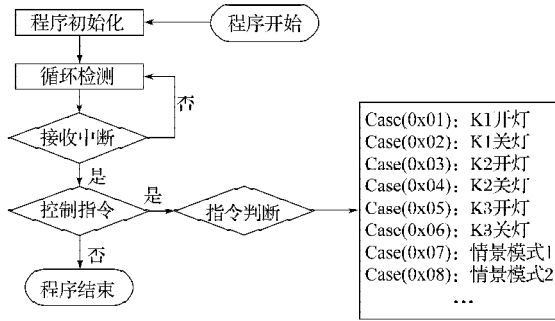 程序初始化
程序开始
循环检测
否
接收中断
是
控制指令
是
指令判断
否
程序结束
Case(0x01): K1开灯
Case(0x02): K1关灯
Case(0x03): K2开灯
Case(0x04): K2关灯
Case(0x05): K3开灯
Case(0x06): K3关灯
Case(0x07): 情景模式1
Case(0x08): 情景模式2
...